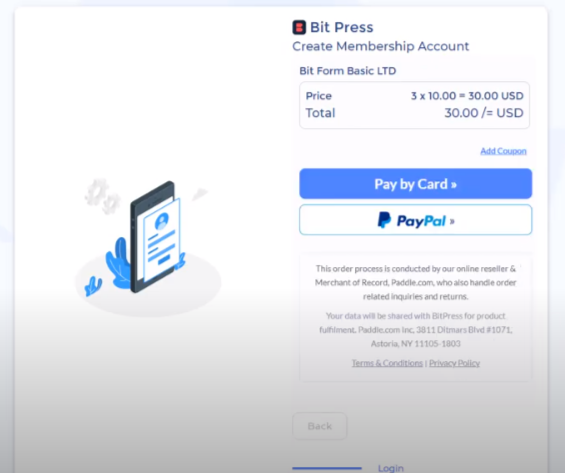 Bit Press
Create Membership Account
Bit Form Basic LTD
Price 3 x 10.00 = 30.00 USD
Total 30.00 /= USD
Add Coupon
Pay by Card »
PayPal »
This order process is conducted by our online reseller &
Merchant of Record, Paddle.com, who also handle order
related inquiries and returns.
Your data will be shared with BitPress for product
fulfilment. Paddle.com Inc, 3811 Ditmars Blvd #1071,
Astoria, NY 11105-1803
Terms & Conditions | Privacy Policy
Back
Login